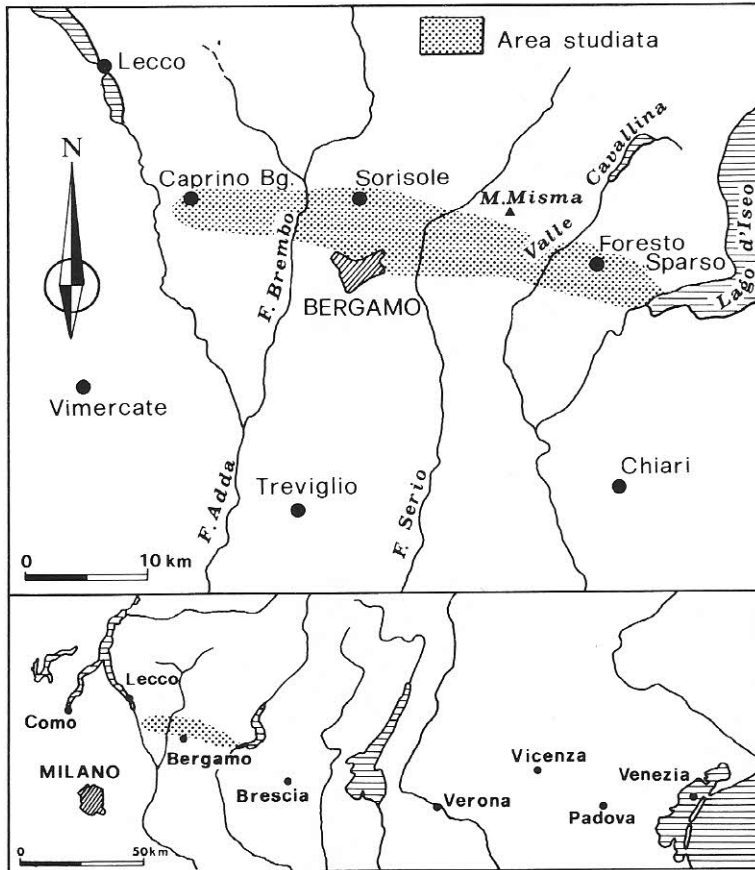 Area studiata
Lecco
N
Caprino Bg.
Sorisole
M.Misma
Valle Cavallina
Foresto
Sparso
Lago d'Iseo
F. Brembo
BERGAMO
Vimercate
F. Adda
Treviglio
F. Serio
Chiari
0 10 km
Lecco
Como
Bergamo
MILANO
Brescia
Vicenza
Venezia
Verona
Padova
0 50km